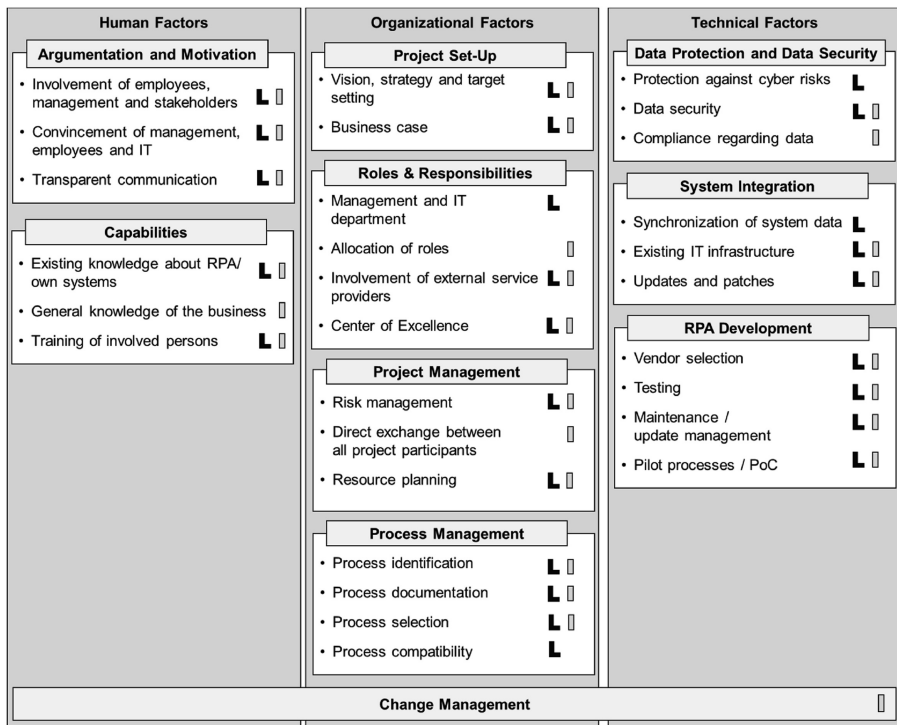 Human Factors
Argumentation and Motivation
• Involvement of employees,
management and stakeholders L I
• Convincement of management,
employees and IT L I
• Transparent communication L I
Capabilities
• Existing knowledge about RPA/
own systems L I
• General knowledge of the business I
• Training of involved persons L I
Organizational Factors
Project Set-Up
• Vision, strategy and target
setting L I
• Business case L I
Roles & Responsibilities
• Management and IT
department L
• Allocation of roles I
• Involvement of external service
providers L I
• Center of Excellence L I
Project Management
• Risk management L I
• Direct exchange between
all project participants I
• Resource planning L I
Process Management
• Process identification L I
• Process documentation L I
• Process selection L I
• Process compatibility L
Technical Factors
Data Protection and Data Security
• Protection against cyber risks L
• Data security L I
• Compliance regarding data I
System Integration
• Synchronization of system data L
• Existing IT infrastructure L I
• Updates and patches L I
RPA Development
• Vendor selection L I
• Testing L I
• Maintenance /
update management L I
• Pilot processes / PoC L I
Change Management I